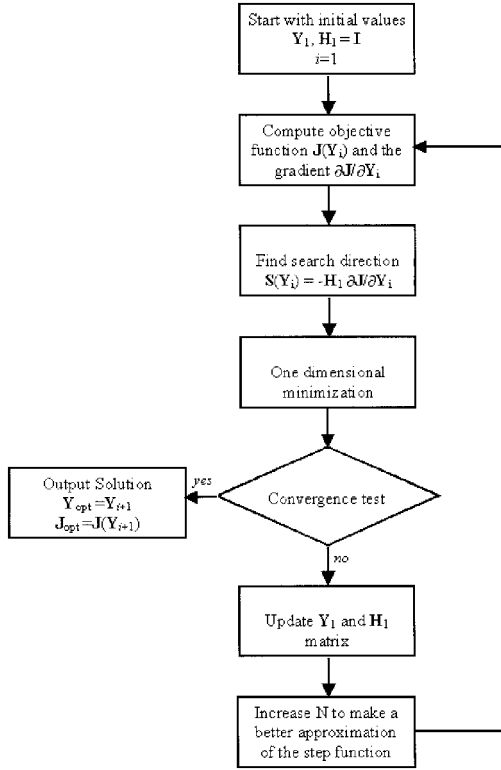 Start with initial values
Y₁, H₁ = I
i=1
Compute objective
function J(Yᵢ) and the
gradient ∂J/∂Yᵢ
Find search direction
S(Yᵢ) = -H₁ ∂J/∂Yᵢ
One dimensional
minimization
Convergence test
yes
Output Solution
Yopt =Yi+1
Jopt=J(Yi+1)
no
Update Y₁ and H₁
matrix
Increase N to make a
better approximation
of the step function